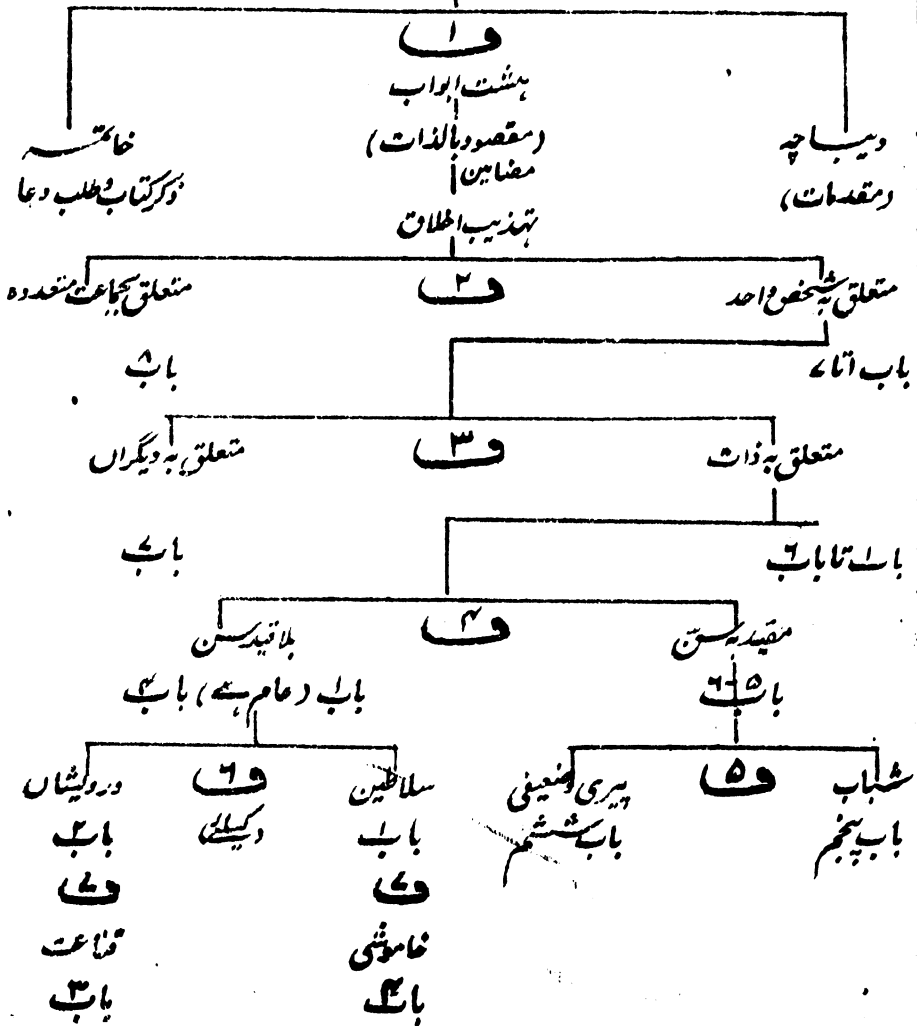 ف ۱
ہشت ابواب
دیباچہ
(مقصود بالذات)
خاتمہ
(مقدمات)
مضامین
ذکر کتاب و طلب دعا
تہذیب اخلاق
متعلق بہ شخص واحد
ف ۲
متعلق بجماعت متعددہ
باب ۱ تا ۷
باب ۸
متعلق بہ ذات
ف ۳
متعلق بہ دیگراں
باب ۱ تا باب ۶
باب ۷
مقید بہ سن
ف ۴
بلا قید سن
باب ۵-۶
باب ۱ (عام ہے) باب ۴
شباب
ف ۵
پیری و ضعیفی
سلاطین
ف ۶
درویشاں
باب پنجم
باب ششم
باب ۱
باب ۲
ف ۷
ف ۷
خاموشی
قناعت
باب ۴
باب ۳